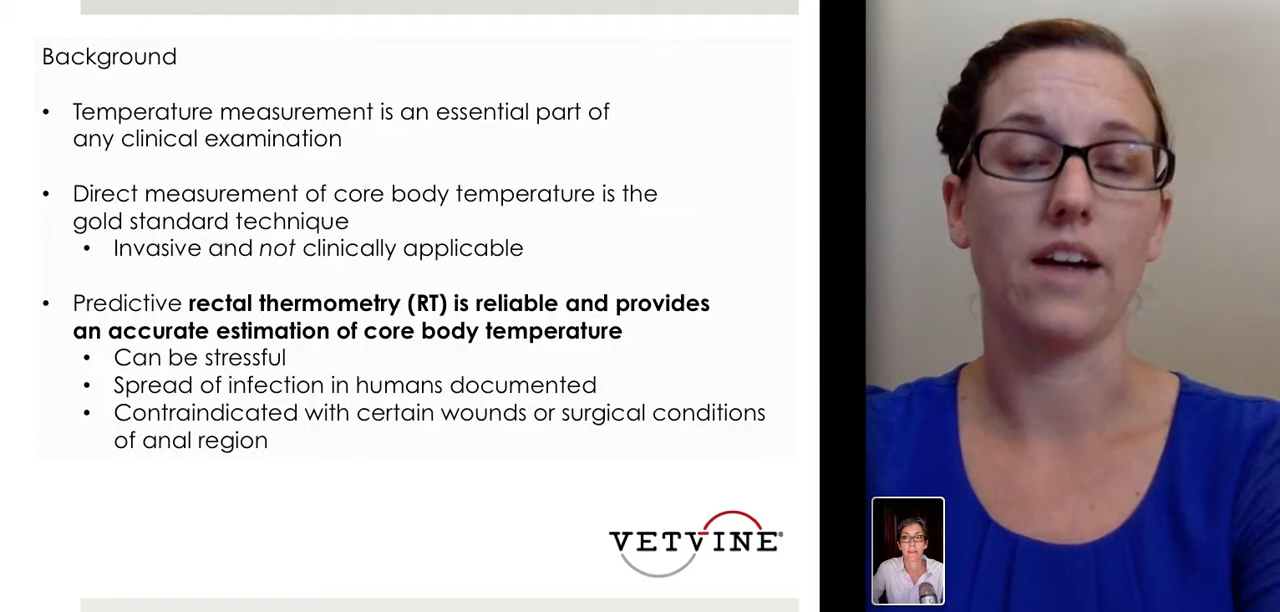 Background
• Temperature measurement is an essential part of
any clinical examination
• Direct measurement of core body temperature is the
gold standard technique
• Invasive and not clinically applicable
• Predictive rectal thermometry (RT) is reliable and provides
an accurate estimation of core body temperature
• Can be stressful
• Spread of infection in humans documented
• Contraindicated with certain wounds or surgical conditions
of anal region
VETVINE®